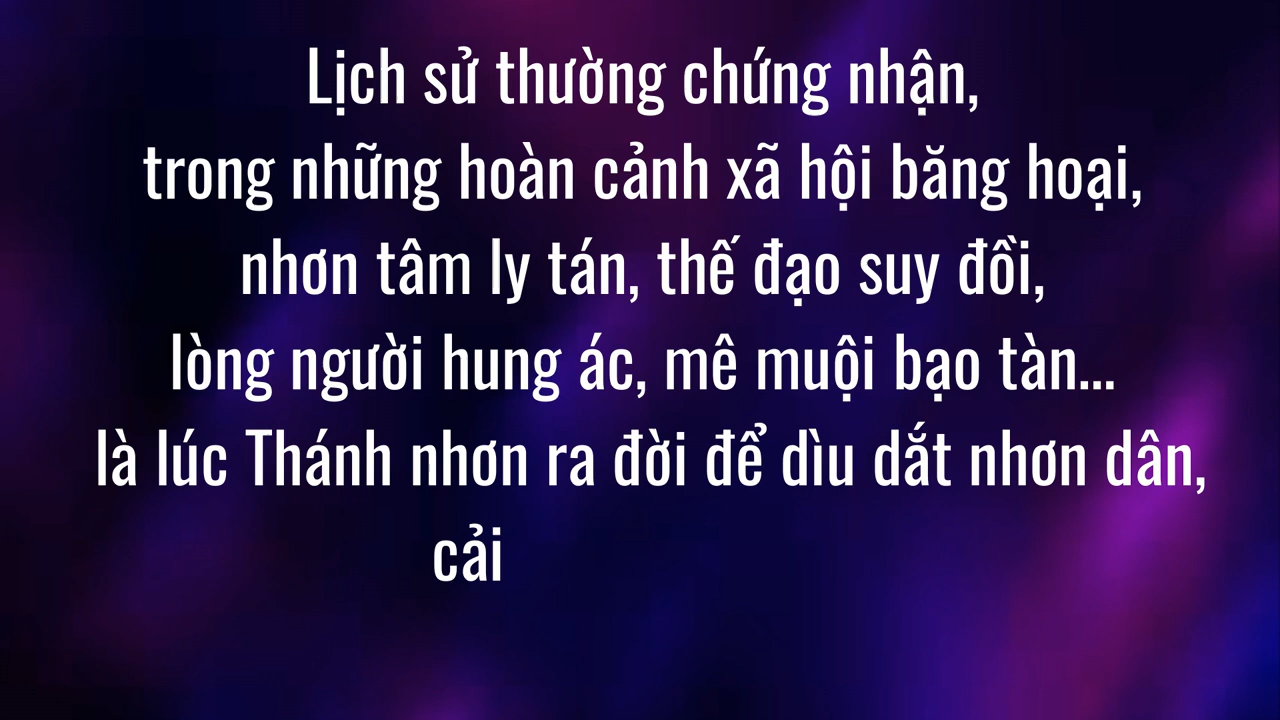 Lịch sử thường chứng nhận,
trong những hoàn cảnh xã hội băng hoại,
nhơn tâm ly tán, thế đạo suy đồi,
lòng người hung ác, mê muội bạo tàn...
là lúc Thánh nhơn ra đời để dìu dắt nhơn dân,
cải